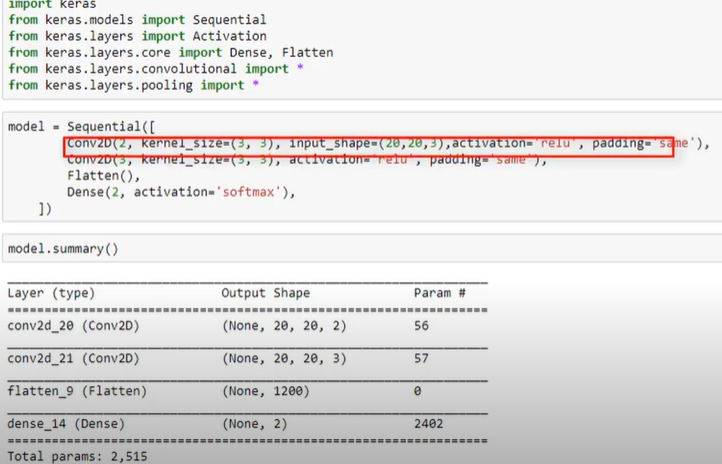 import keras
from keras.models import Sequential
from keras.layers import Activation
from keras.layers.core import Dense, Flatten
from keras.layers.convolutional import *
from keras.layers.pooling import *
model = Sequential([
Conv2D(2, kernel_size=(3, 3), input_shape=(20,20,3),activation='relu', padding='same'),
Conv2D(3, kernel_size=(3, 3), activation='relu', padding='same'),
Flatten(),
Dense(2, activation='softmax'),
])
model.summary()
Layer (type) Output Shape Param #
conv2d_20 (Conv2D) (None, 20, 20, 2) 56
conv2d_21 (Conv2D) (None, 20, 20, 3) 57
flatten_9 (Flatten) (None, 1200) 0
dense_14 (Dense) (None, 2) 2402
Total params: 2,515